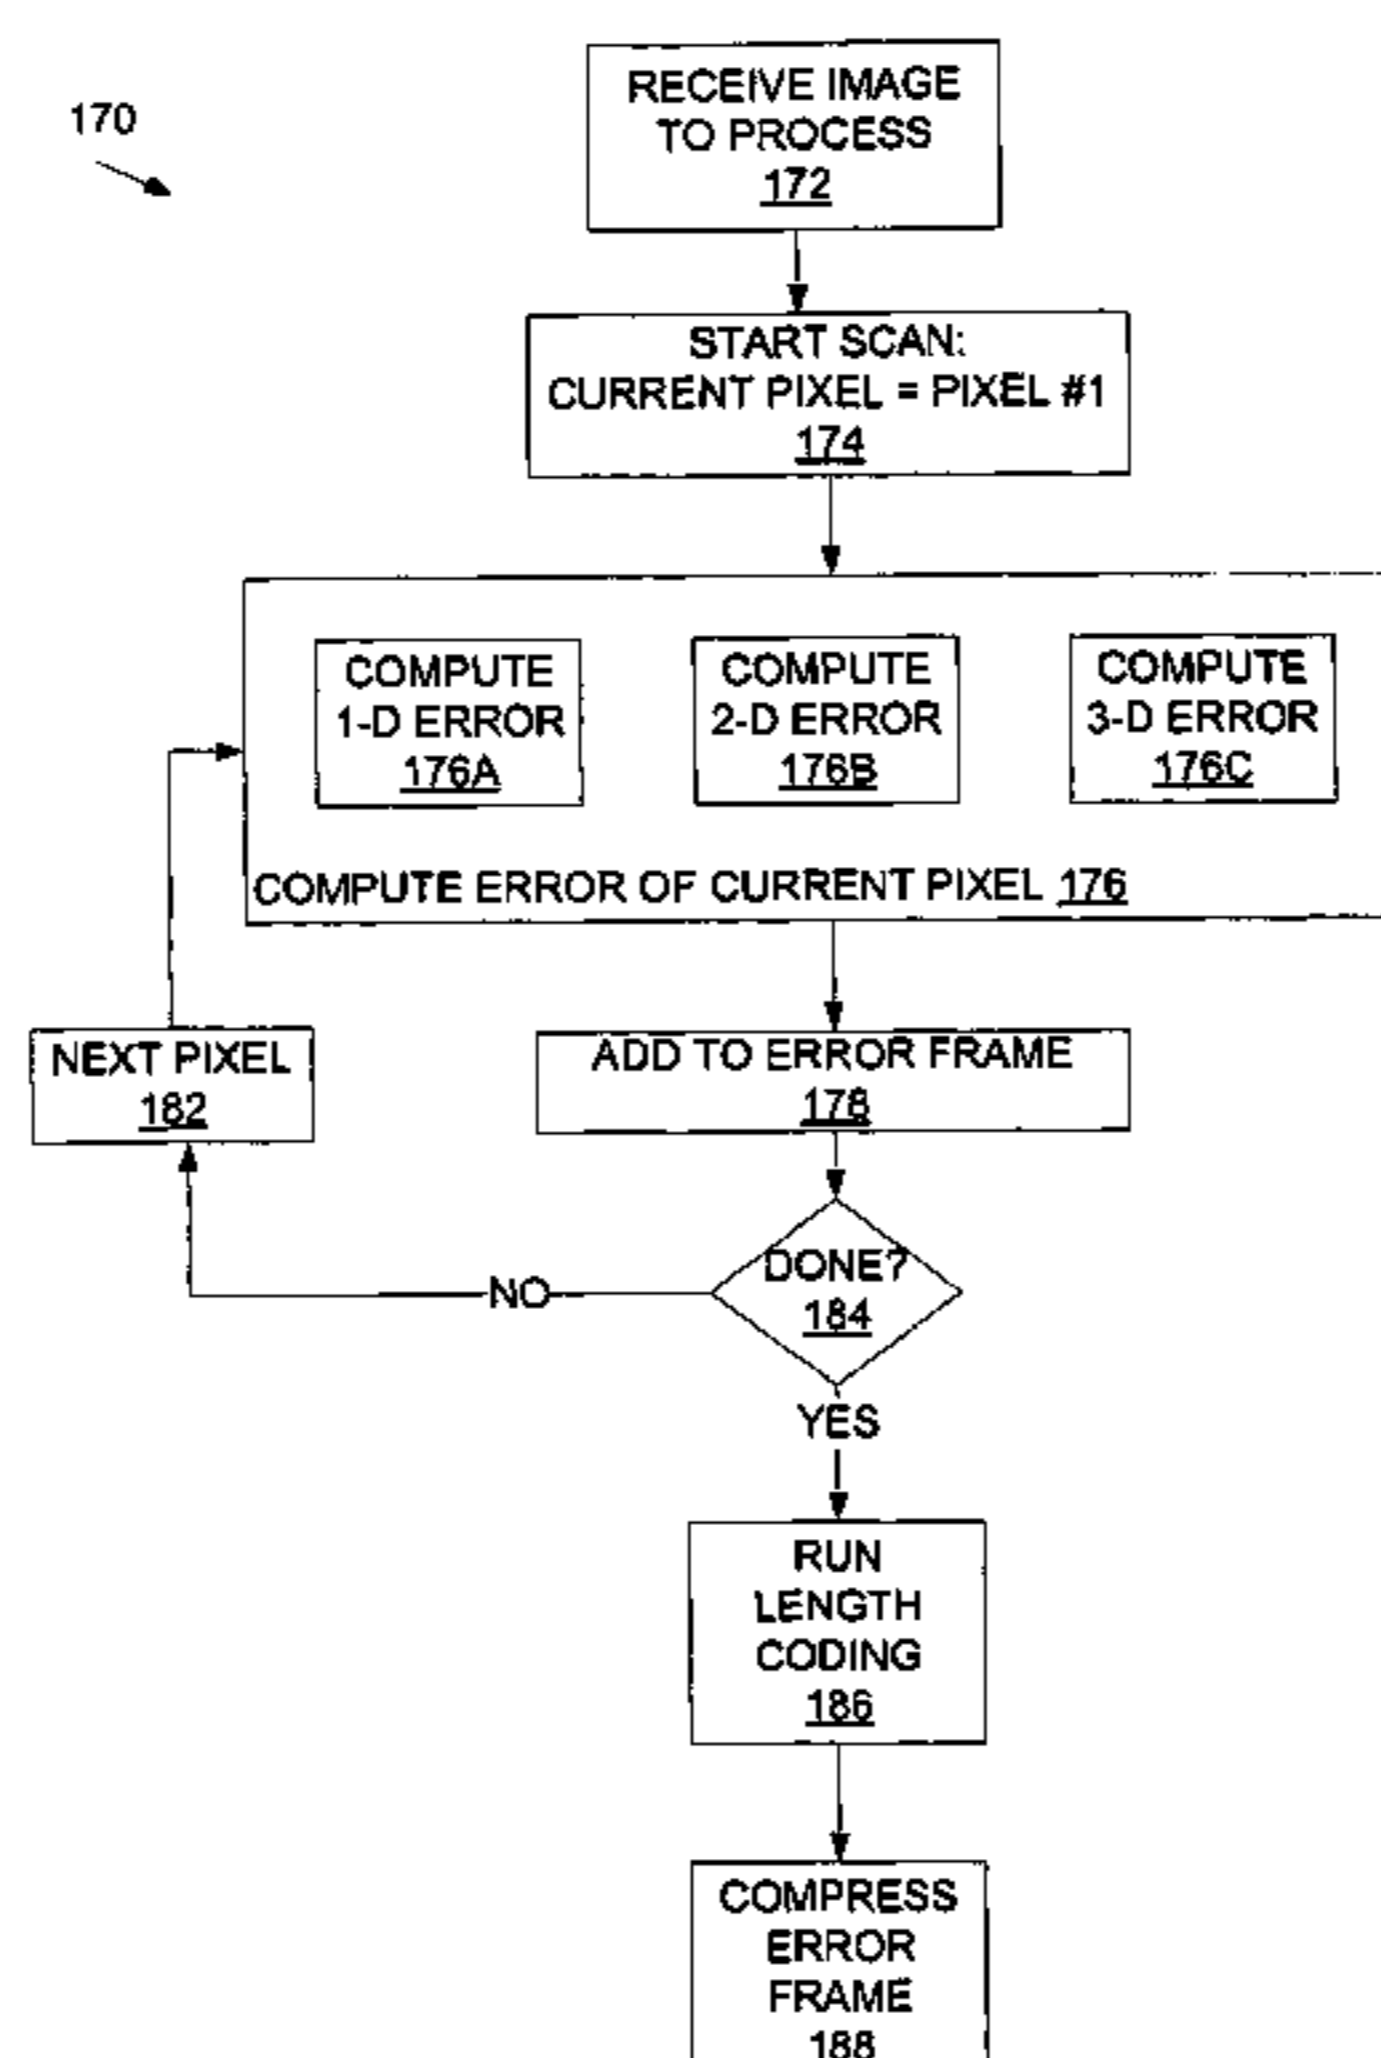 170
RECEIVE IMAGE
TO PROCESS
172
START SCAN:
CURRENT PIXEL = PIXEL #1
174
COMPUTE
1-D ERROR
176A
COMPUTE
2-D ERROR
176B
COMPUTE
3-D ERROR
176C
COMPUTE ERROR OF CURRENT PIXEL 176
NEXT PIXEL
182
ADD TO ERROR FRAME
178
DONE?
184
NO
YES
RUN
LENGTH
CODING
186
COMPRESS
ERROR
FRAME
188